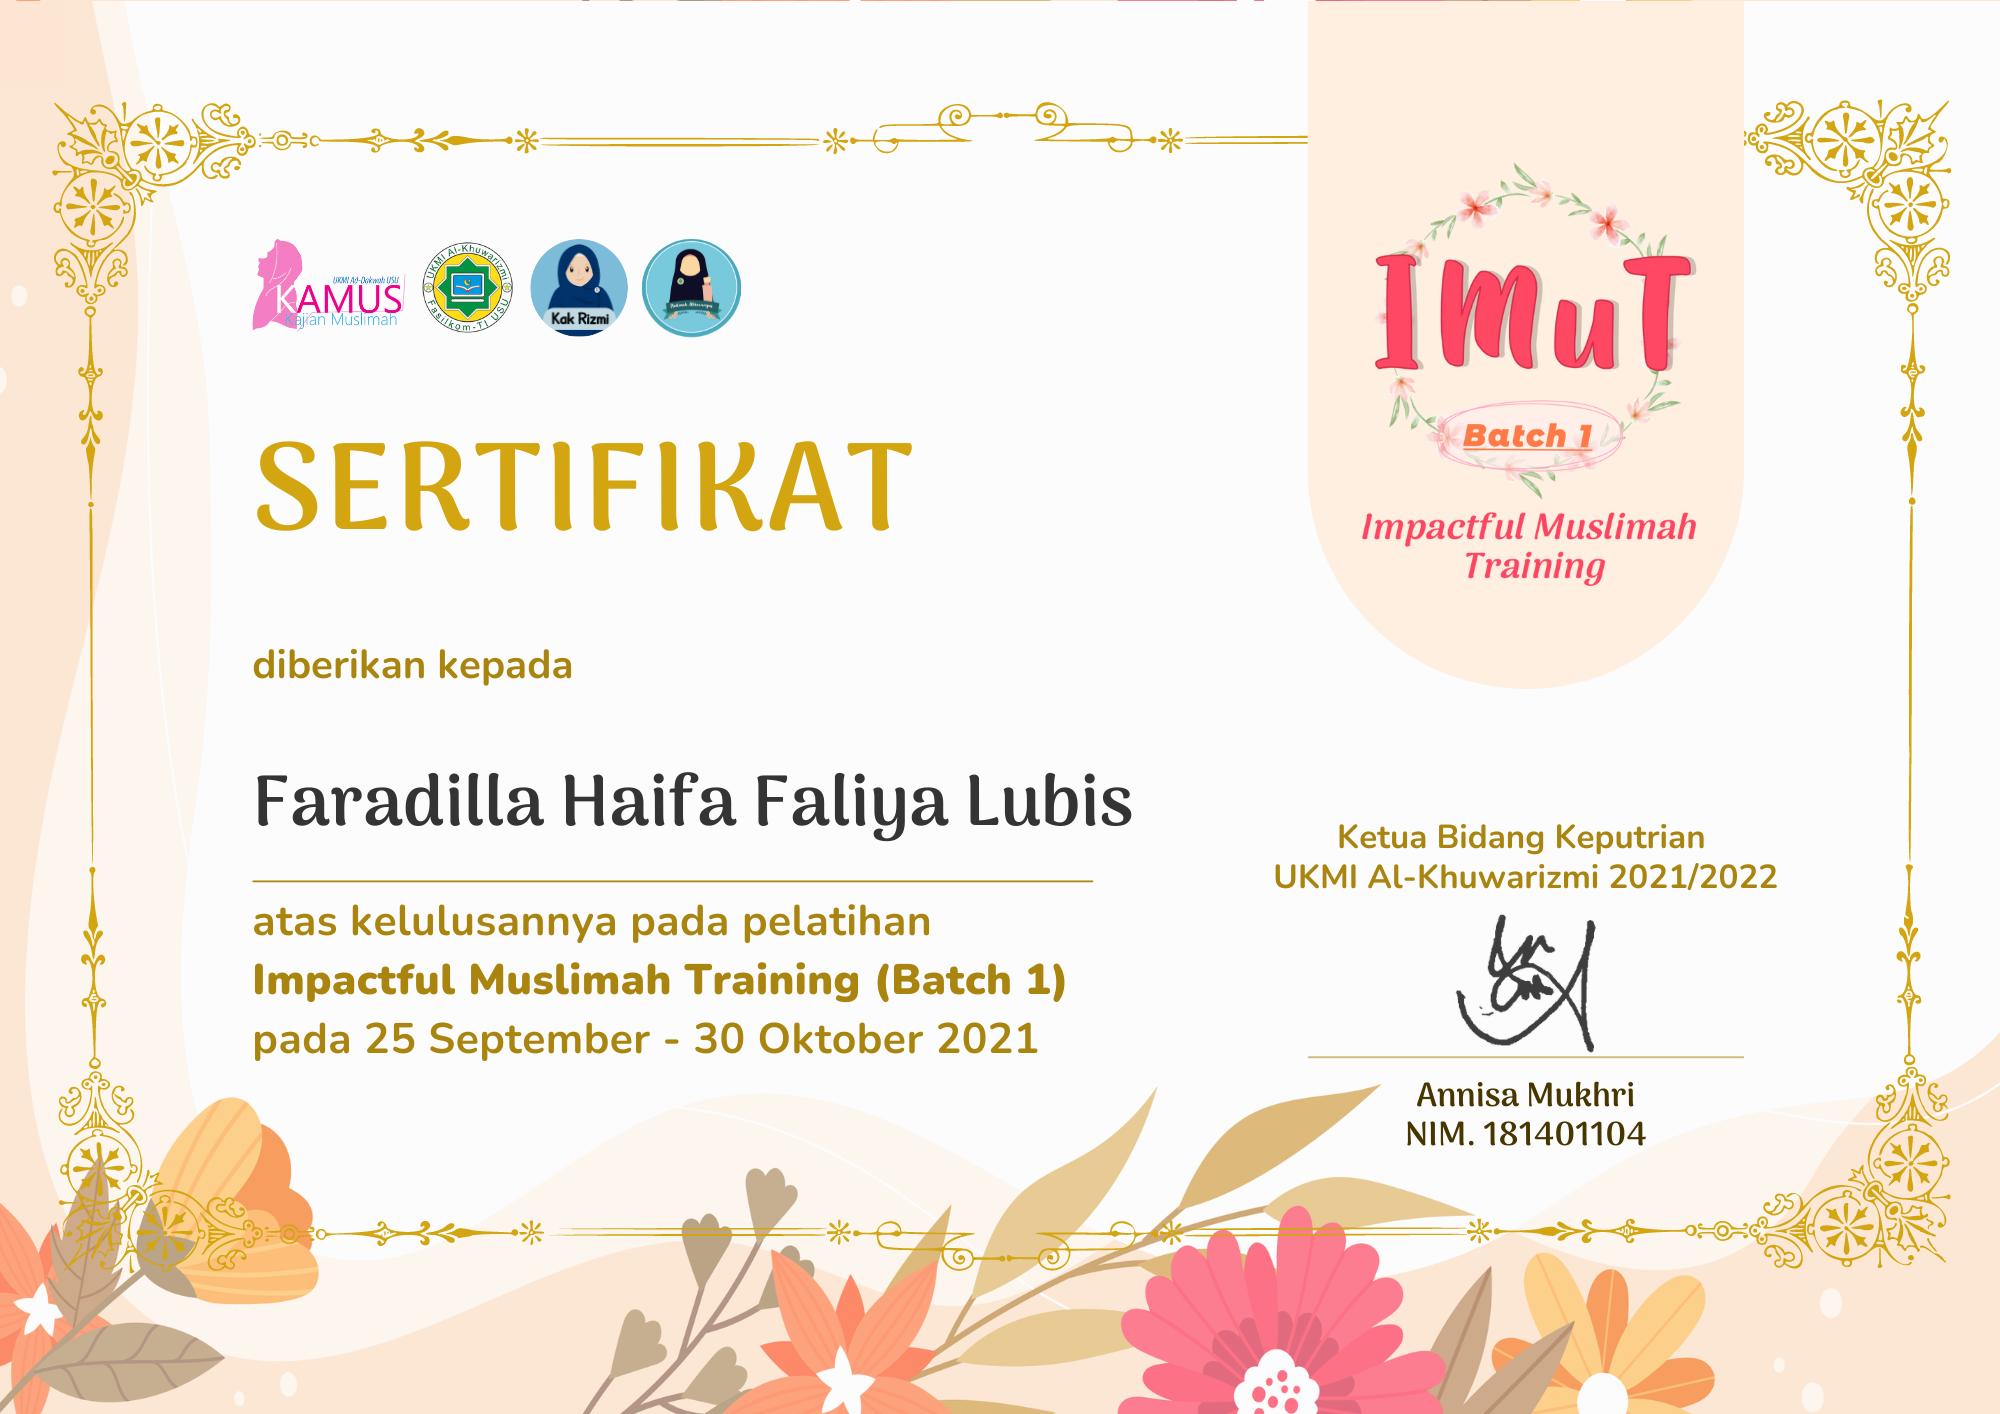 UKMI Ad-Dakwah USU
KAMUS
Kajian Muslimah
UKMI Al-Khuwarizmi
Fasilkom-TI USU
Kak Rizmi
IMuT
Batch 1
Impactful Muslimah
Training
SERTIFIKAT
diberikan kepada
Faradilla Haifa Faliya Lubis
atas kelulusannya pada pelatihan
Impactful Muslimah Training (Batch 1)
pada 25 September - 30 Oktober 2021
Ketua Bidang Keputrian
UKMI Al-Khuwarizmi 2021/2022
Annisa Mukhri
NIM. 181401104